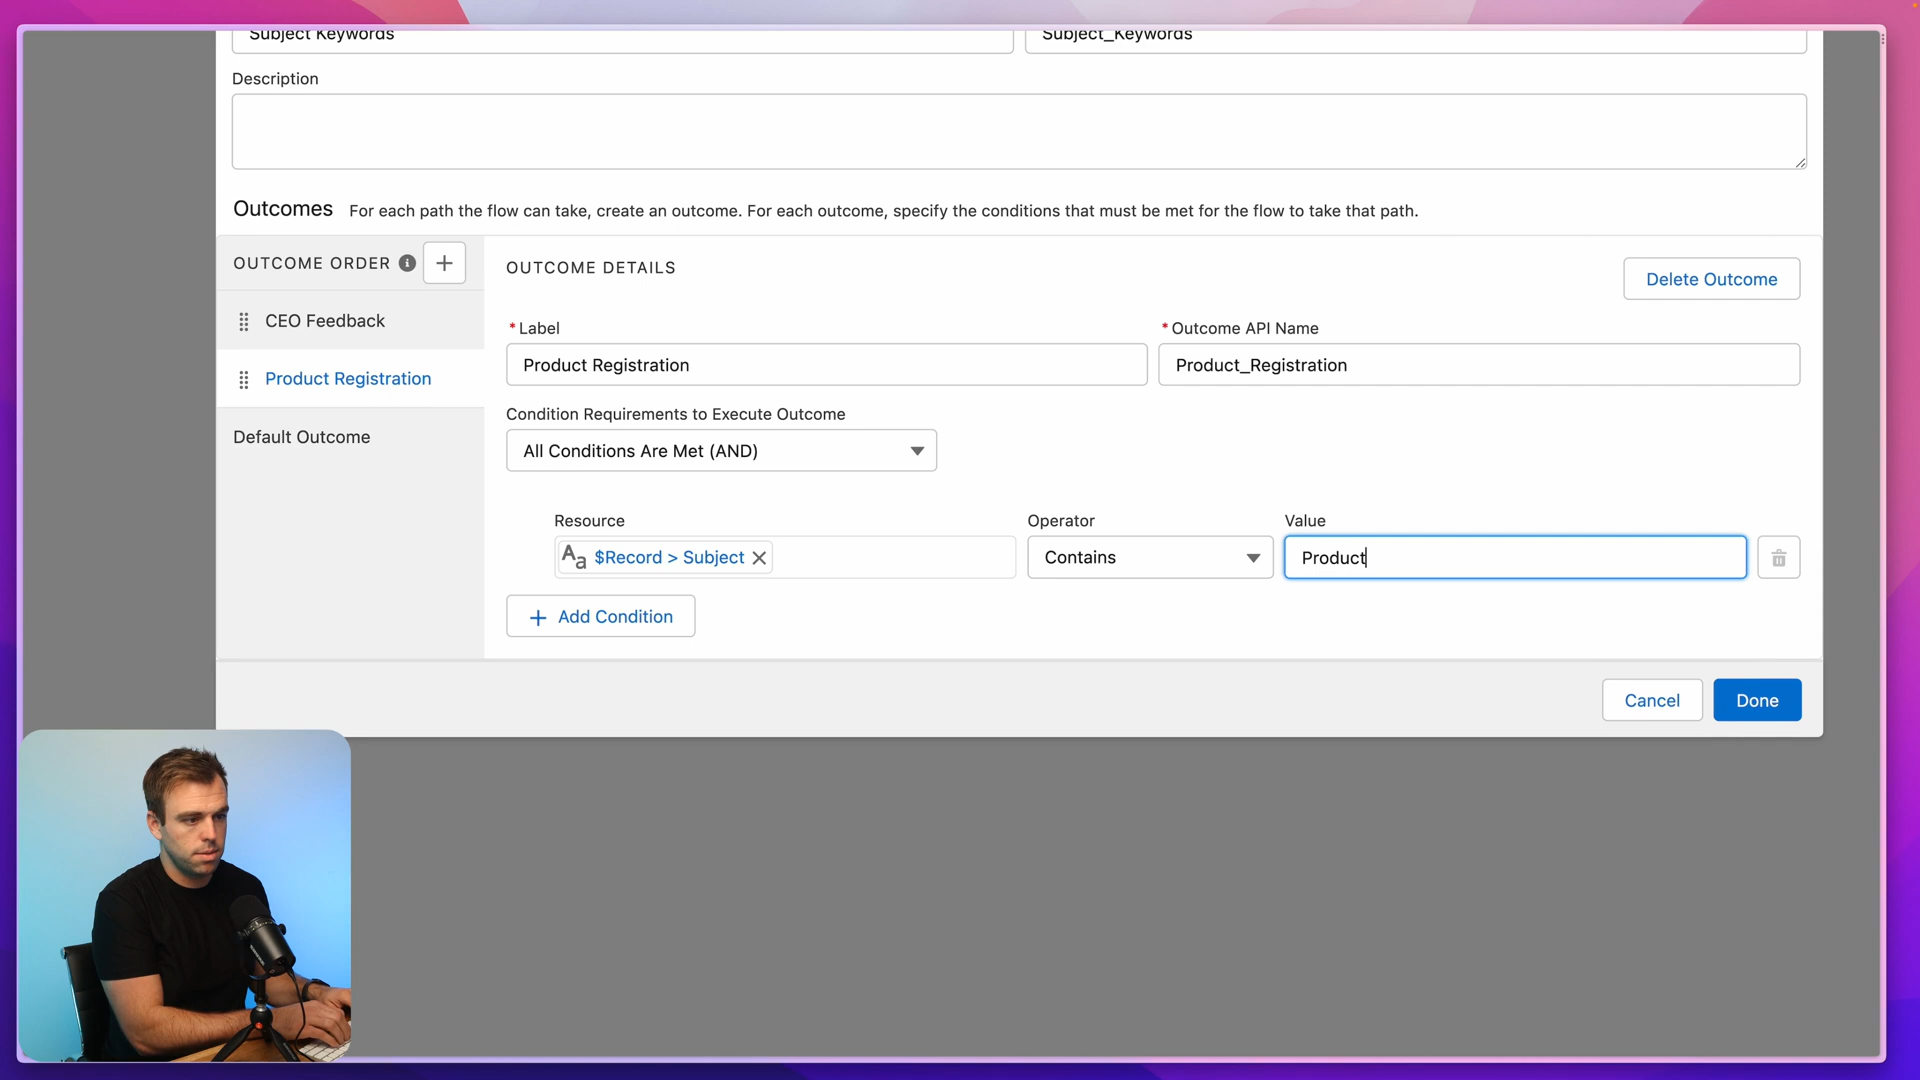 Subject Keywords
Subject_Keywords
Description
Outcomes For each path the flow can take, create an outcome. For each outcome, specify the conditions that must be met for the flow to take that path.
OUTCOME ORDER
OUTCOME DETAILS
Delete Outcome
CEO Feedback
Product Registration
Default Outcome
* Label
* Outcome API Name
Product Registration
Product_Registration
Condition Requirements to Execute Outcome
All Conditions Are Met (AND)
Resource
Operator
Value
Aa $Record > Subject
Contains
Product
+ Add Condition
Cancel
Done